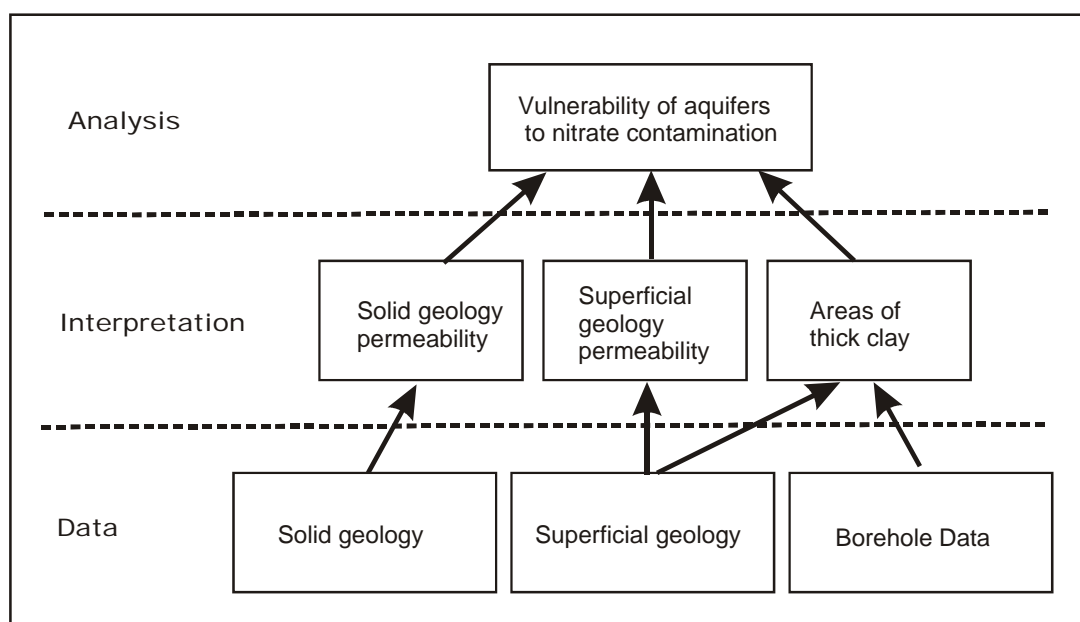 Analysis
Vulnerability of aquifers
to nitrate contamination
Interpretation
Solid geology
permeability
Superficial
geology
permeability
Areas of
thick clay
Data
Solid geology
Superficial geology
Borehole Data